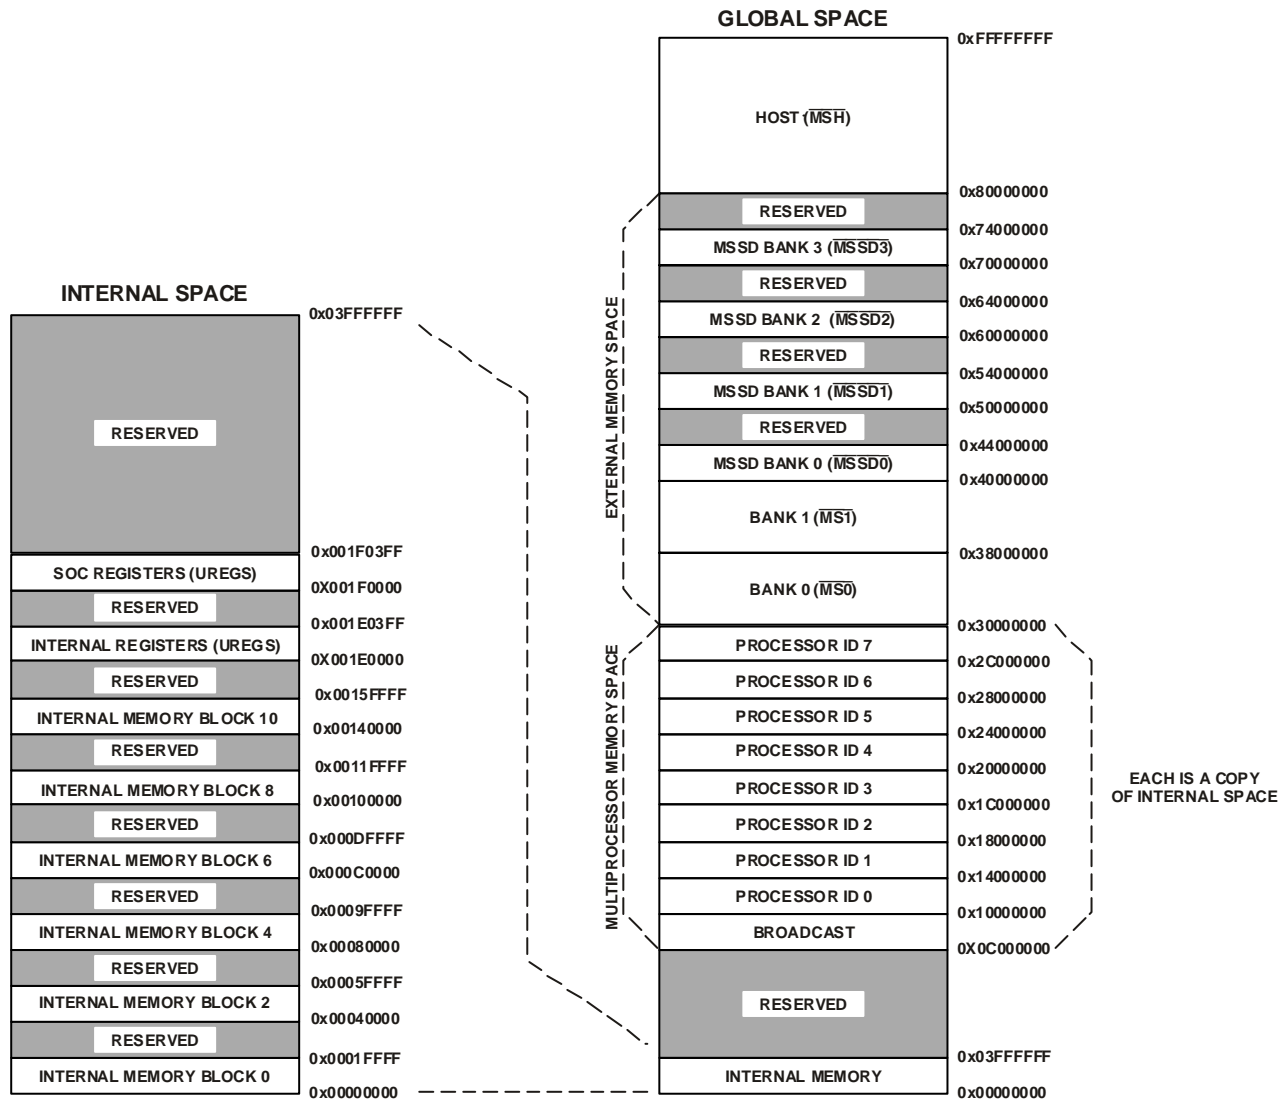 GLOBAL SPACE
0xFFFFFFFF
HOST (MSH)
0x80000000
RESERVED
0x74000000
MSSD BANK 3 (MSSD3)
0x70000000
RESERVED
0x64000000
MSSD BANK 2 (MSSD2)
0x60000000
RESERVED
0x54000000
MSSD BANK 1 (MSSD1)
0x50000000
RESERVED
0x44000000
MSSD BANK 0 (MSSD0)
0x40000000
BANK 1 (MS1)
0x38000000
BANK 0 (MS0)
0x30000000
PROCESSOR ID 7
0x2C000000
PROCESSOR ID 6
0x28000000
PROCESSOR ID 5
0x24000000
PROCESSOR ID 4
0x20000000
PROCESSOR ID 3
0x1C000000
PROCESSOR ID 2
0x18000000
PROCESSOR ID 1
0x14000000
PROCESSOR ID 0
0x10000000
BROADCAST
0X0C000000
RESERVED
0x03FFFFFF
INTERNAL MEMORY
0x00000000
EXTERNAL MEMORY SPACE
MULTIPROCESSOR MEMORY SPACE
EACH IS A COPY
OF INTERNAL SPACE
INTERNAL SPACE
0x03FFFFFF
RESERVED
0x001F03FF
SOC REGISTERS (UREGS)
0X001F0000
RESERVED
0x001E03FF
INTERNAL REGISTERS (UREGS)
0X001E0000
RESERVED
0x0015FFFF
INTERNAL MEMORY BLOCK 10
0x00140000
RESERVED
0x0011FFFF
INTERNAL MEMORY BLOCK 8
0x00100000
RESERVED
0x000DFFFF
INTERNAL MEMORY BLOCK 6
0x000C0000
RESERVED
0x0009FFFF
INTERNAL MEMORY BLOCK 4
0x00080000
RESERVED
0x0005FFFF
INTERNAL MEMORY BLOCK 2
0x00040000
RESERVED
0x0001FFFF
INTERNAL MEMORY BLOCK 0
0x00000000